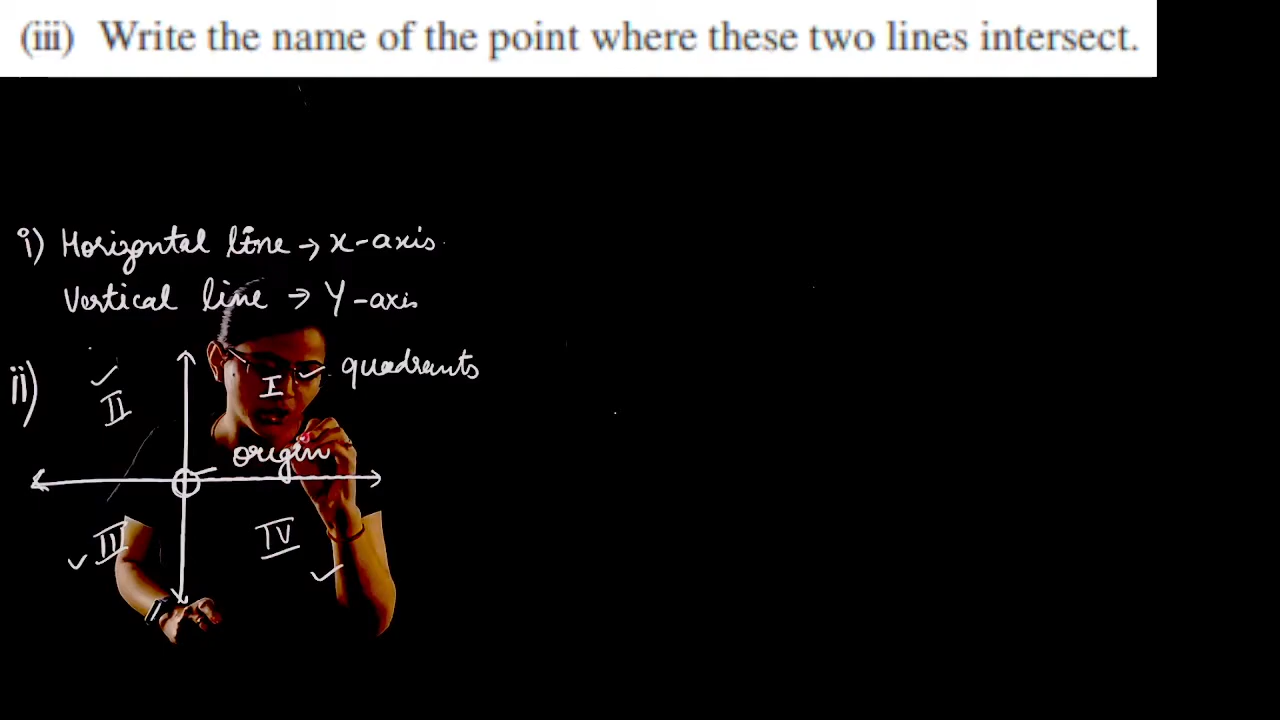 (iii) Write the name of the point where these two lines intersect.
i) Horizontal line → x-axis
Vertical line → Y-axis
ii)
II
I
quadrants
origin
III
IV